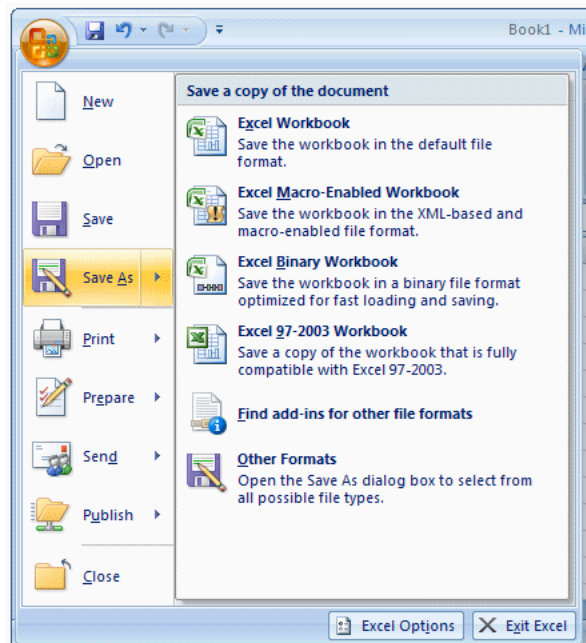 Book1 - Mi
New
Open
Save
Save As
Print
Prepare
Send
Publish
Close
Save a copy of the document
Excel Workbook
Save the workbook in the default file
format.
Excel Macro-Enabled Workbook
Save the workbook in the XML-based and
macro-enabled file format.
Excel Binary Workbook
Save the workbook in a binary file format
optimized for fast loading and saving.
Excel 97-2003 Workbook
Save a copy of the workbook that is fully
compatible with Excel 97-2003.
Find add-ins for other file formats
Other Formats
Open the Save As dialog box to select from
all possible file types.
Excel Options
Exit Excel